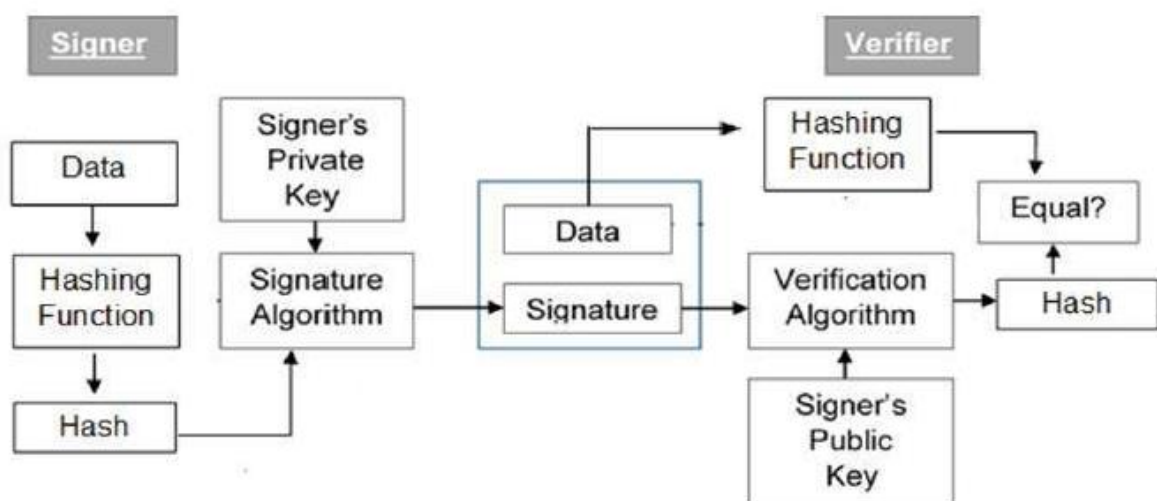 Signer
Verifier
Data
Hashing
Function
Hash
Signer's
Private
Key
Signature
Algorithm
Data
Signature
Hashing
Function
Verification
Algorithm
Signer's
Public
Key
Equal?
Hash